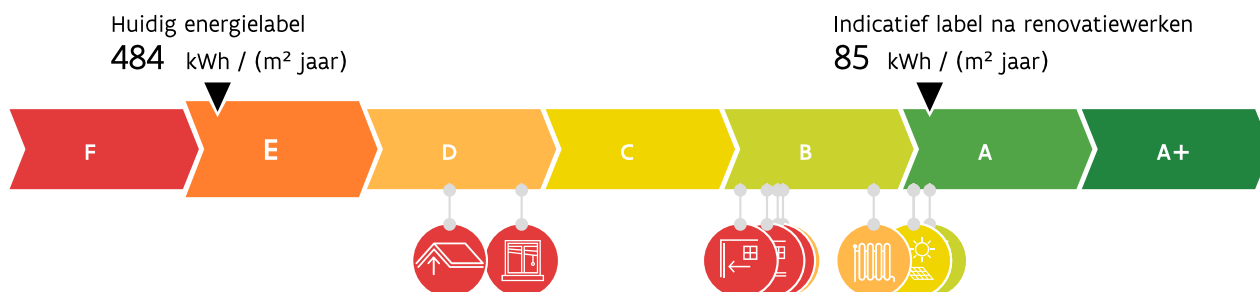 Huidig energielabel
484 kWh / (m² jaar)
Indicatief label na renovatiewerken
85 kWh / (m² jaar)
F E D C B A A+